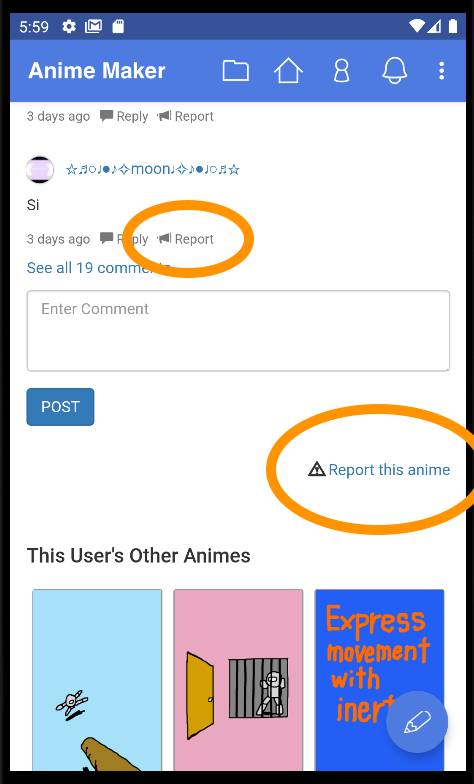 5:59
Anime Maker
3 days ago Reply Report
☆♬○♩●♪✧moon♩✧♪●♩○♬☆
Si
3 days ago Reply Report
See all 19 comments
Enter Comment
POST
Report this anime
This User's Other Animes
Express
movement
with